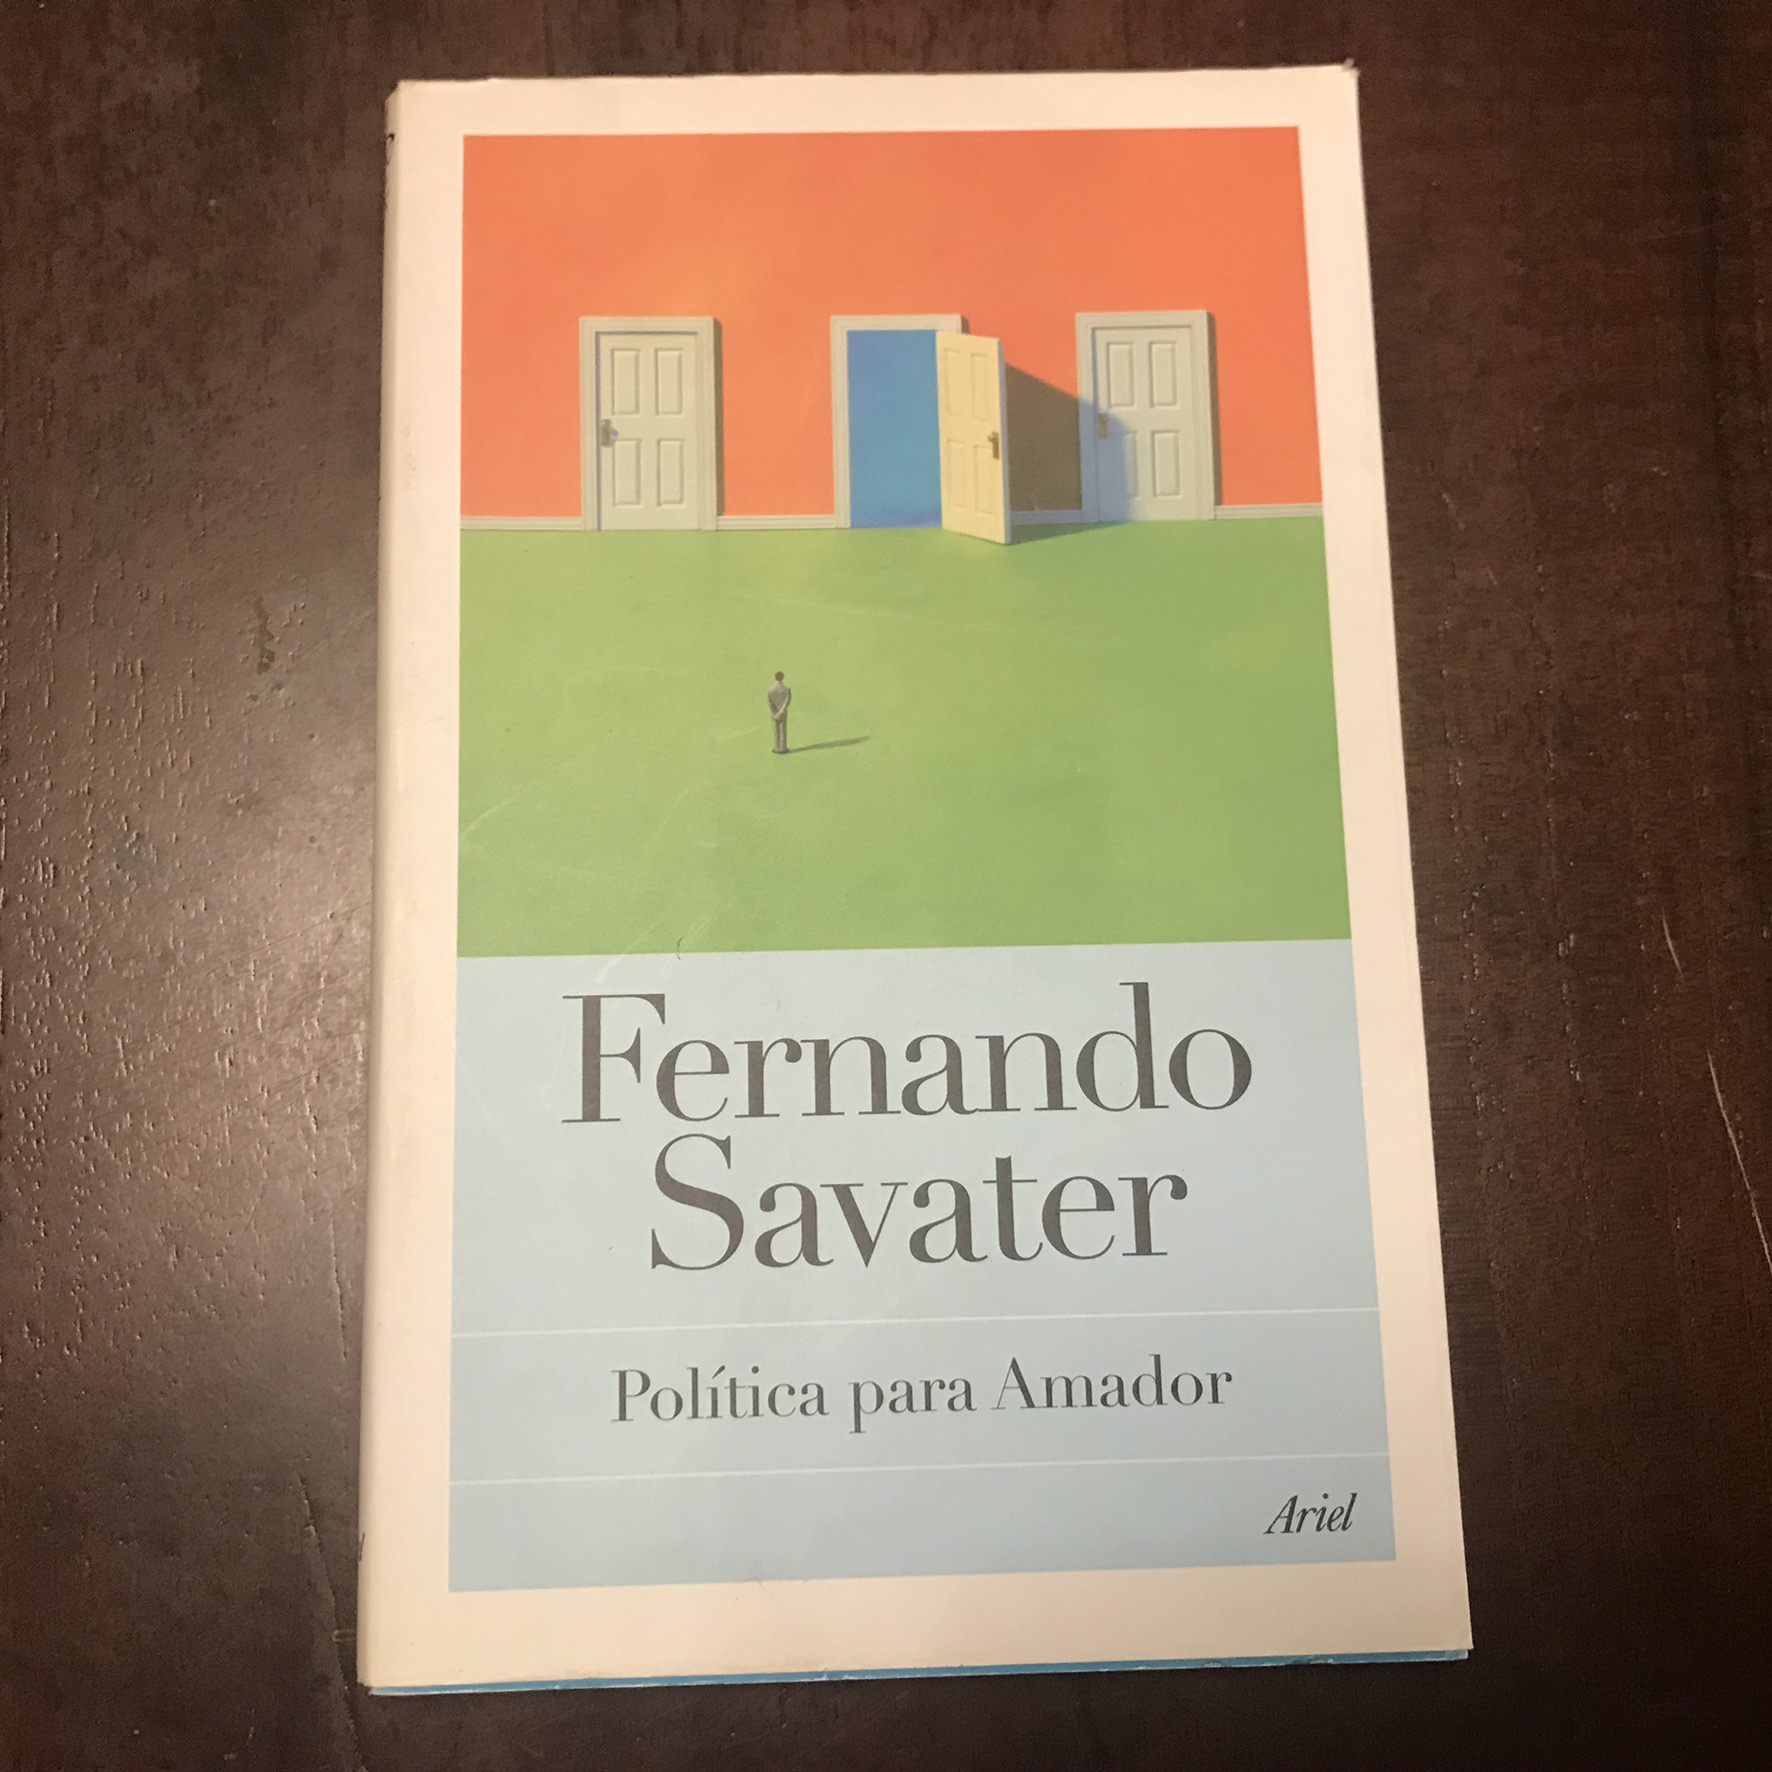 Fernando
Savater
Política para Amador
Ariel